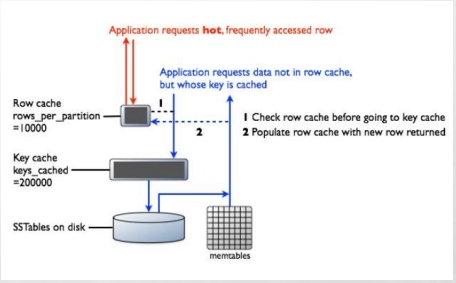 Application requests hot, frequently accessed row
Application requests data not in row cache,
but whose key is cached
Row cache
rows_per_partition
=10000
1
2
1 Check row cache before going to key cache
2 Populate row cache with new row returned
Key cache
keys_cached
=200000
SSTables on disk
memtables